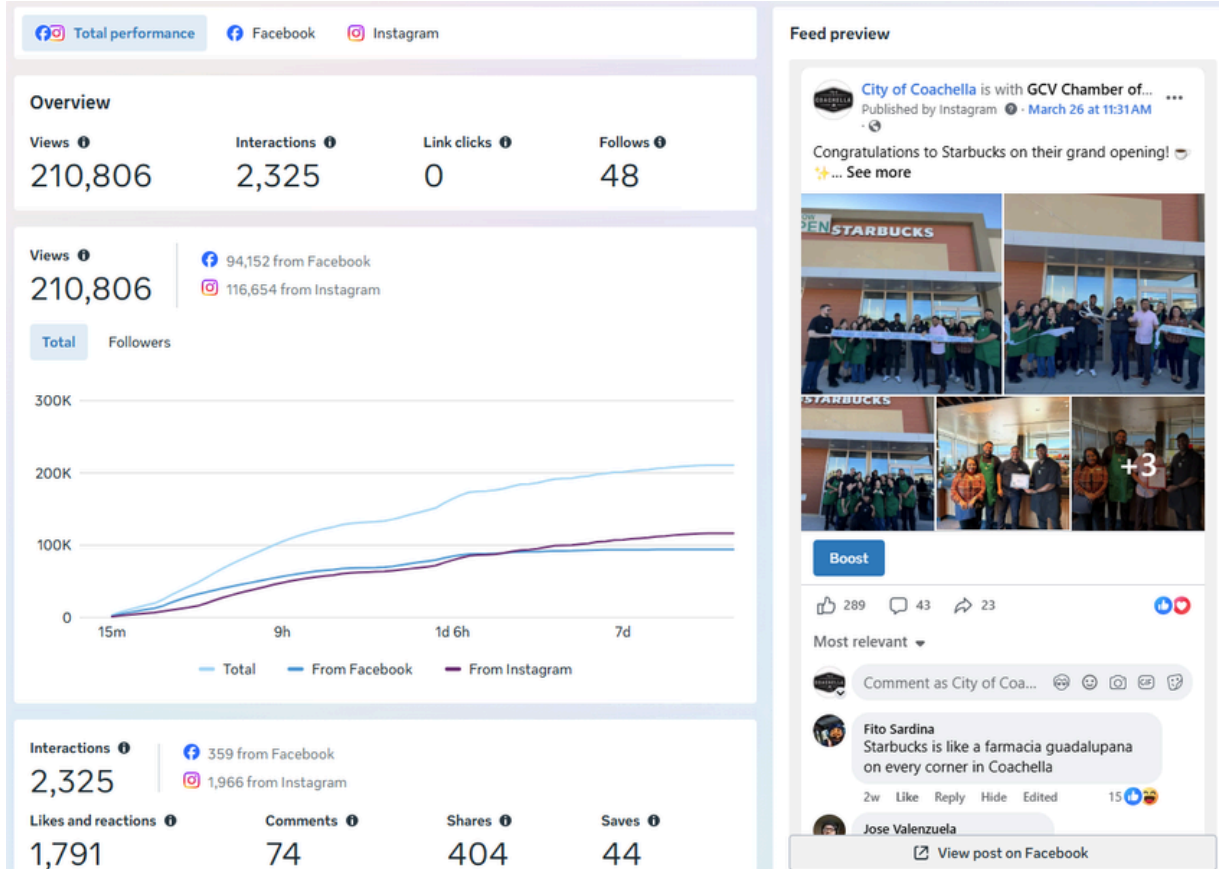 Total performance
Facebook
Instagram
Overview
Views
Interactions
Link clicks
Follows
210,806
2,325
0
48
Views
210,806
94,152 from Facebook
116,654 from Instagram
Total
Followers
300K
200K
100K
0
15m
9h
1d 6h
7d
Total
From Facebook
From Instagram
Interactions
2,325
359 from Facebook
1,966 from Instagram
Likes and reactions
Comments
Shares
Saves
1,791
74
404
44
Feed preview
City of Coachella is with GCV Chamber of...
Published by Instagram · March 26 at 11:31 AM
·
Congratulations to Starbucks on their grand opening! ☕
✨... See more
STARBUCKS
STARBUCKS
+3
Boost
289
43
23
Most relevant
COACHELLA
Comment as City of Coa...
GIF
Fito Sardina
Starbucks is like a farmacia guadalupana
on every corner in Coachella
2w Like Reply Hide Edited 15
Jose Valenzuela
View post on Facebook